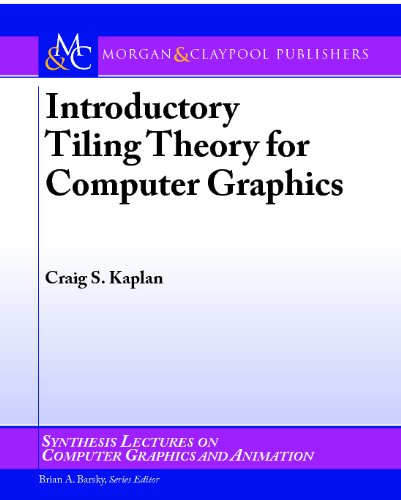 M
&C
MORGAN&CLAYPOOL PUBLISHERS
Introductory
Tiling Theory for
Computer Graphics
Craig S. Kaplan
SYNTHESIS LECTURES ON
COMPUTER GRAPHICS AND ANIMATION
Brian A. Barsky, Series Editor